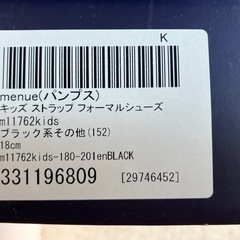 K
menue(パンプス)
キッズ ストラップ フォーマルシューズ
m11762kids
ブラック系その他(152)
18cm
m11762kids-180-201enBLACK
331196809 [29746452]